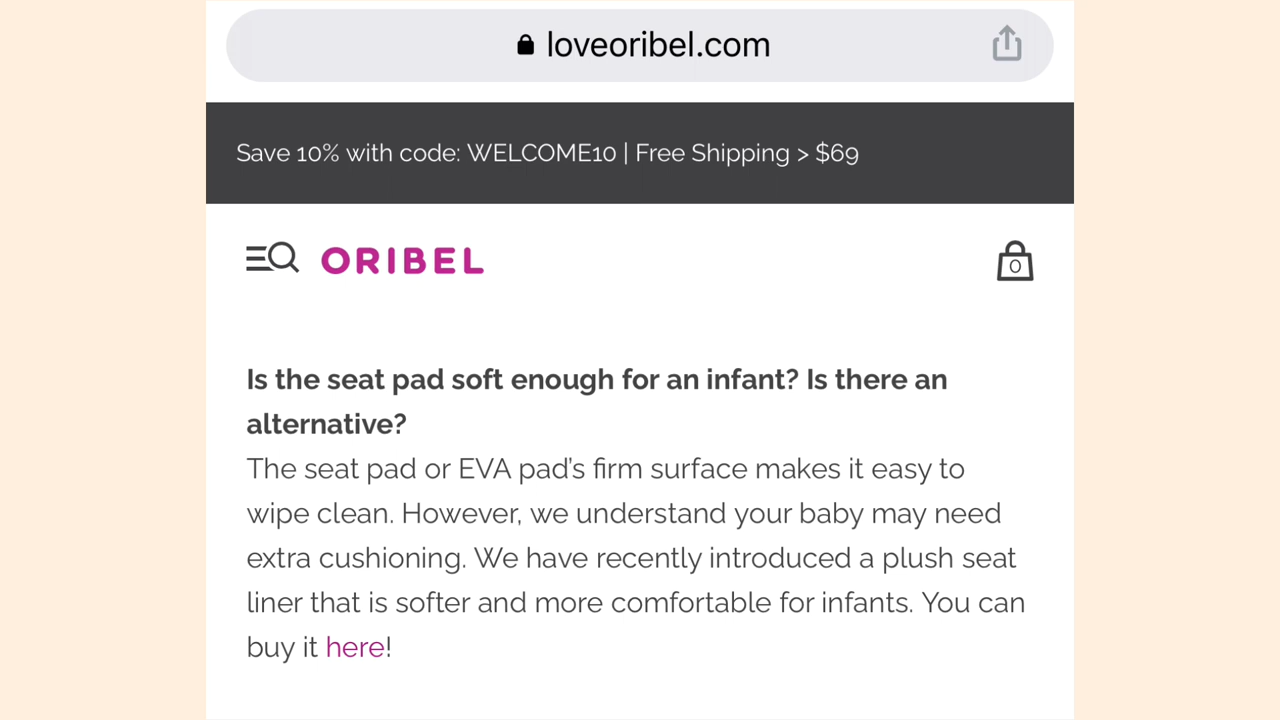 loveoribel.com
Save 10% with code: WELCOME10 | Free Shipping > $69
ORIBEL
0
Is the seat pad soft enough for an infant? Is there an
alternative?
The seat pad or EVA pad's firm surface makes it easy to
wipe clean. However, we understand your baby may need
extra cushioning. We have recently introduced a plush seat
liner that is softer and more comfortable for infants. You can
buy it here!